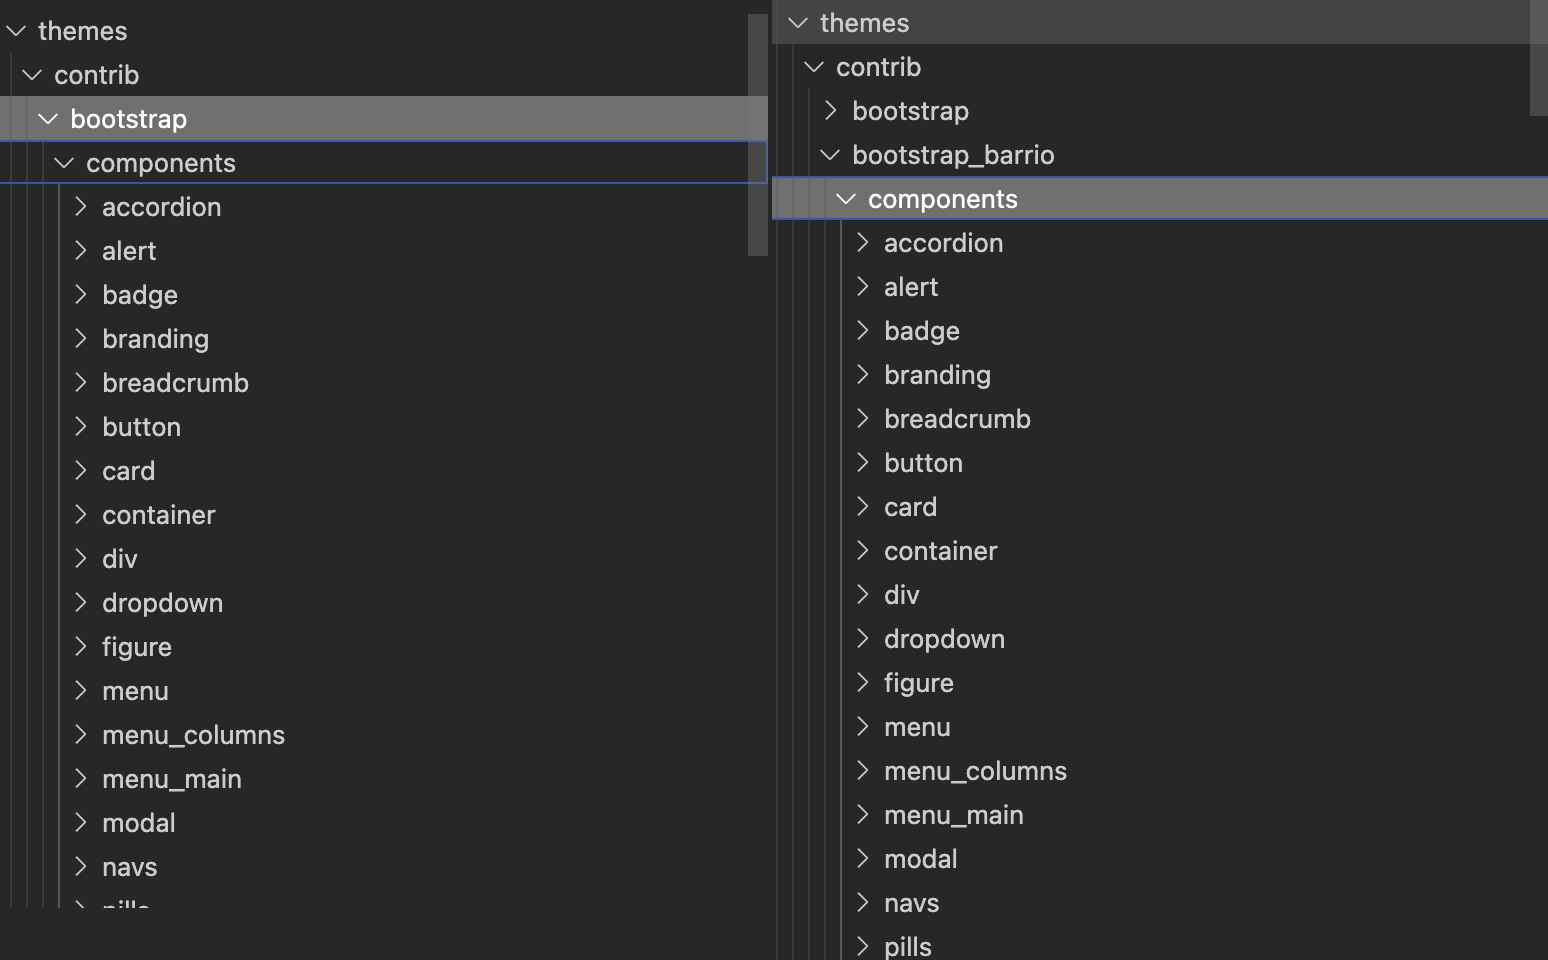 themes
contrib
bootstrap
components
accordion
alert
badge
branding
breadcrumb
button
card
container
div
dropdown
figure
menu
menu_columns
menu_main
modal
navs
themes
contrib
bootstrap
bootstrap_barrio
components
accordion
alert
badge
branding
breadcrumb
button
card
container
div
dropdown
figure
menu
menu_columns
menu_main
modal
navs
pills